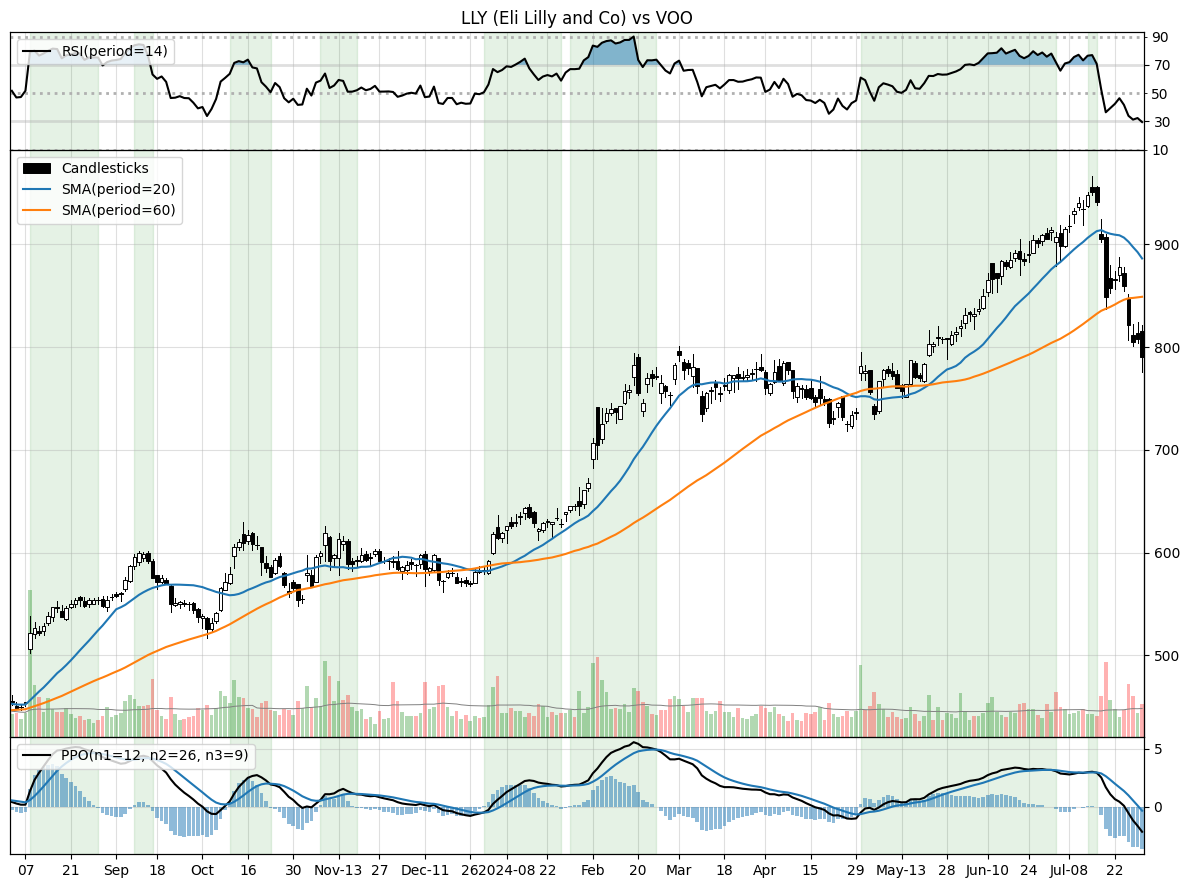 LLY (Eli Lilly and Co) vs VOO
RSI(period=14)
90
70
50
30
10
Candlesticks
SMA(period=20)
SMA(period=60)
900
800
700
600
500
PPO(n1=12, n2=26, n3=9)
5
0
07 21 Sep 18 Oct 16 30 Nov-13 27 Dec-11 26 2024-08 22 Feb 20 Mar 18 Apr 15 29 May-13 28 Jun-10 24 Jul-08 22